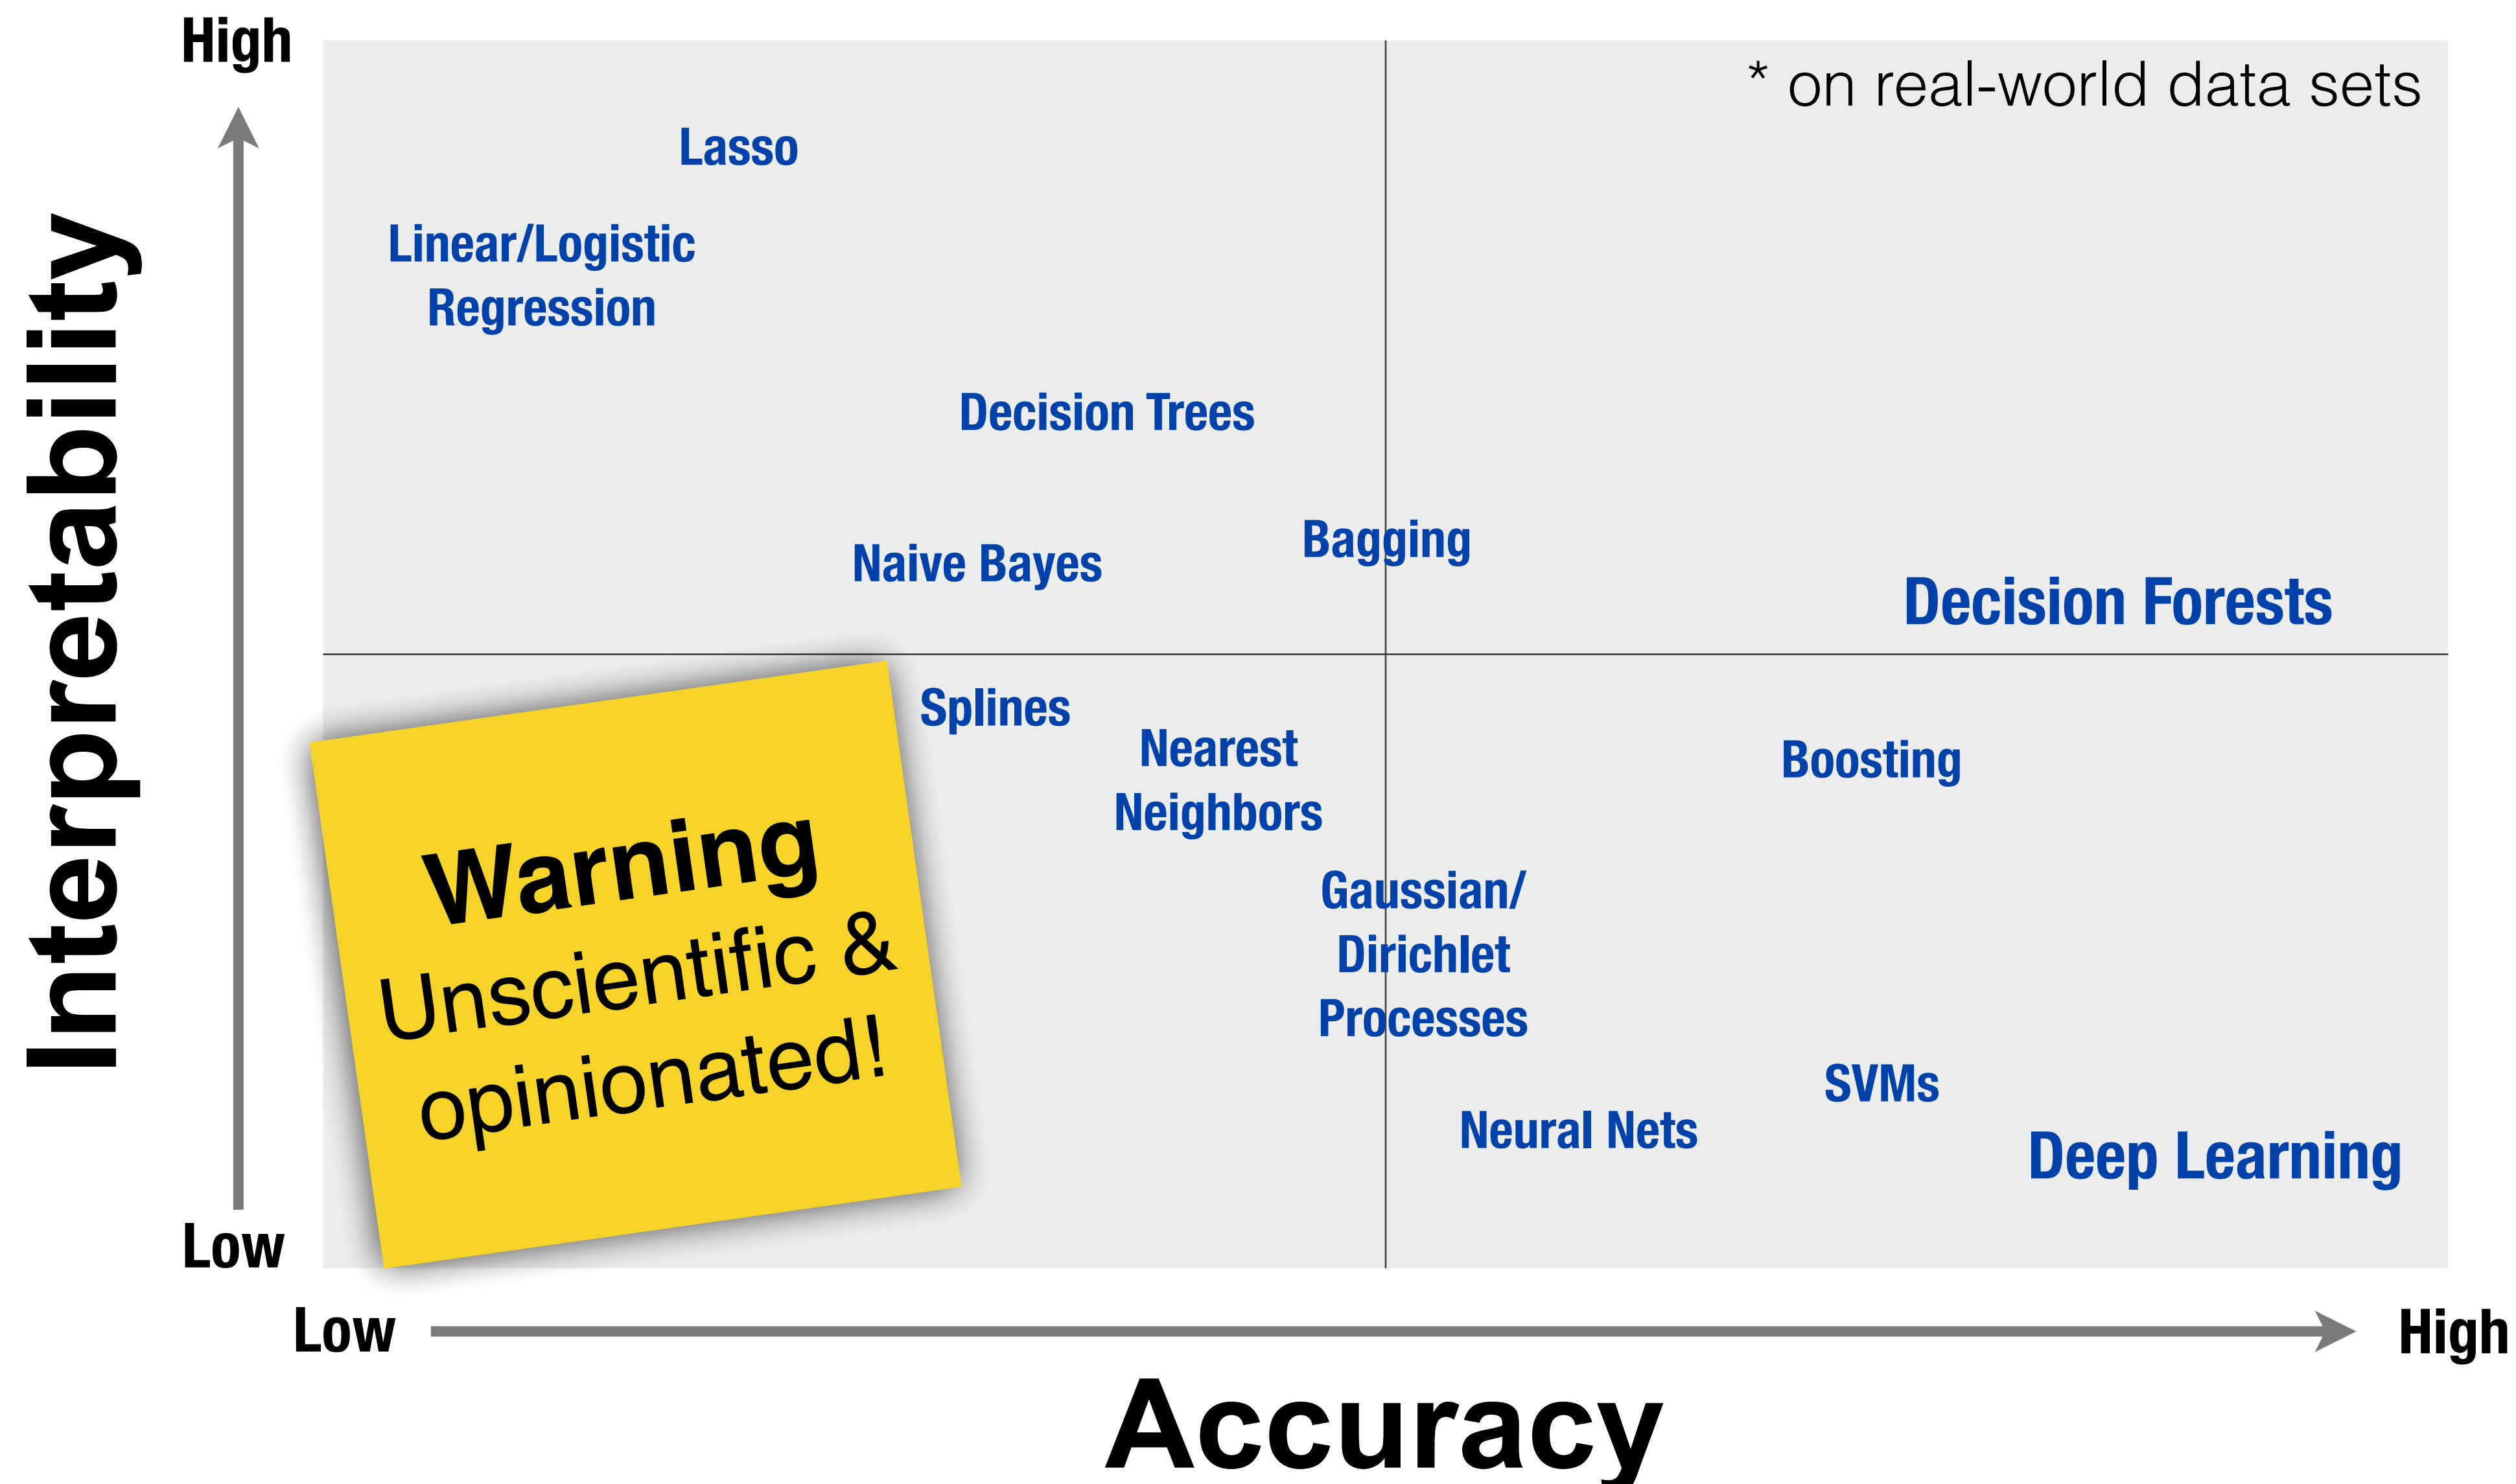 High
* on real-world data sets
Lasso
Linear/Logistic
Regression
Decision Trees
Bagging
Naive Bayes
Decision Forests
Interpretability
Splines
Nearest
Neighbors
Boosting
Warning
Unscientific &
opinionated!
Gaussian/
Dirichlet
Processes
SVMs
Neural Nets
Deep Learning
Low
Low
High
Accuracy